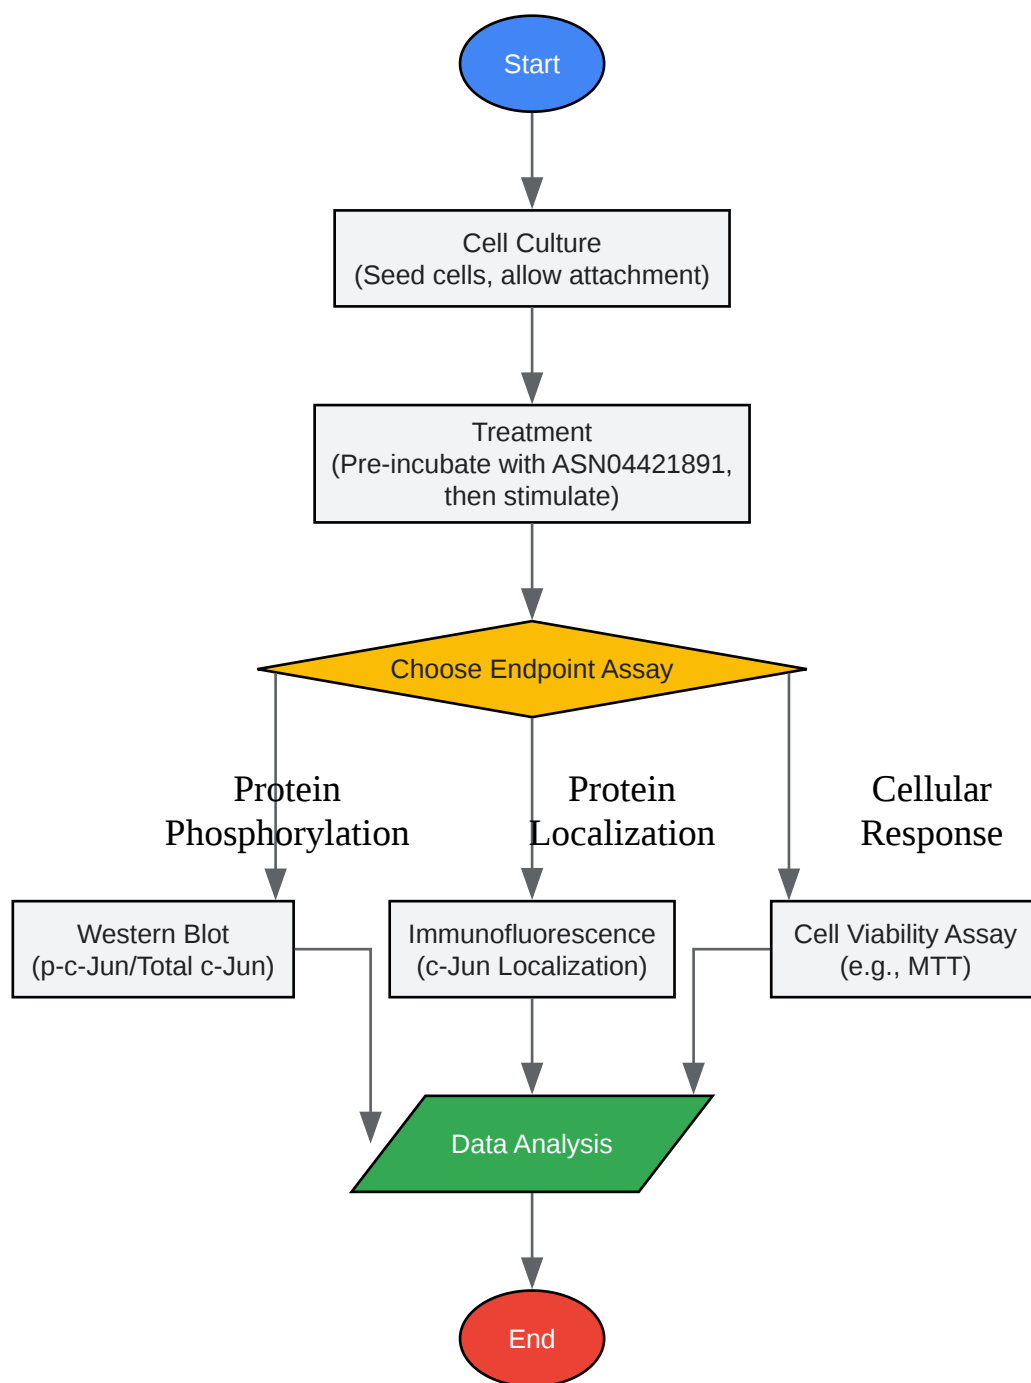 Start
Cell Culture
(Seed cells, allow attachment)
Treatment
(Pre-incubate with ASN04421891,
then stimulate)
Choose Endpoint Assay
Protein
Phosphorylation
Protein
Localization
Cellular
Response
Western Blot
(p-c-Jun/Total c-Jun)
Immunofluorescence
(c-Jun Localization)
Cell Viability Assay
(e.g., MTT)
Data Analysis
End